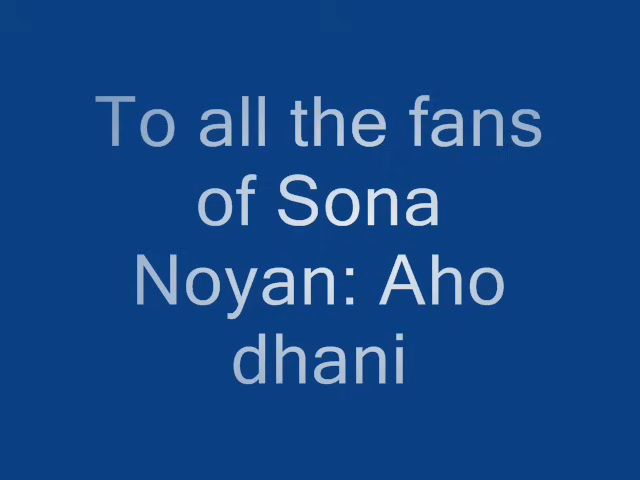 To all the fans
of Sona
Noyan: Aho
dhani